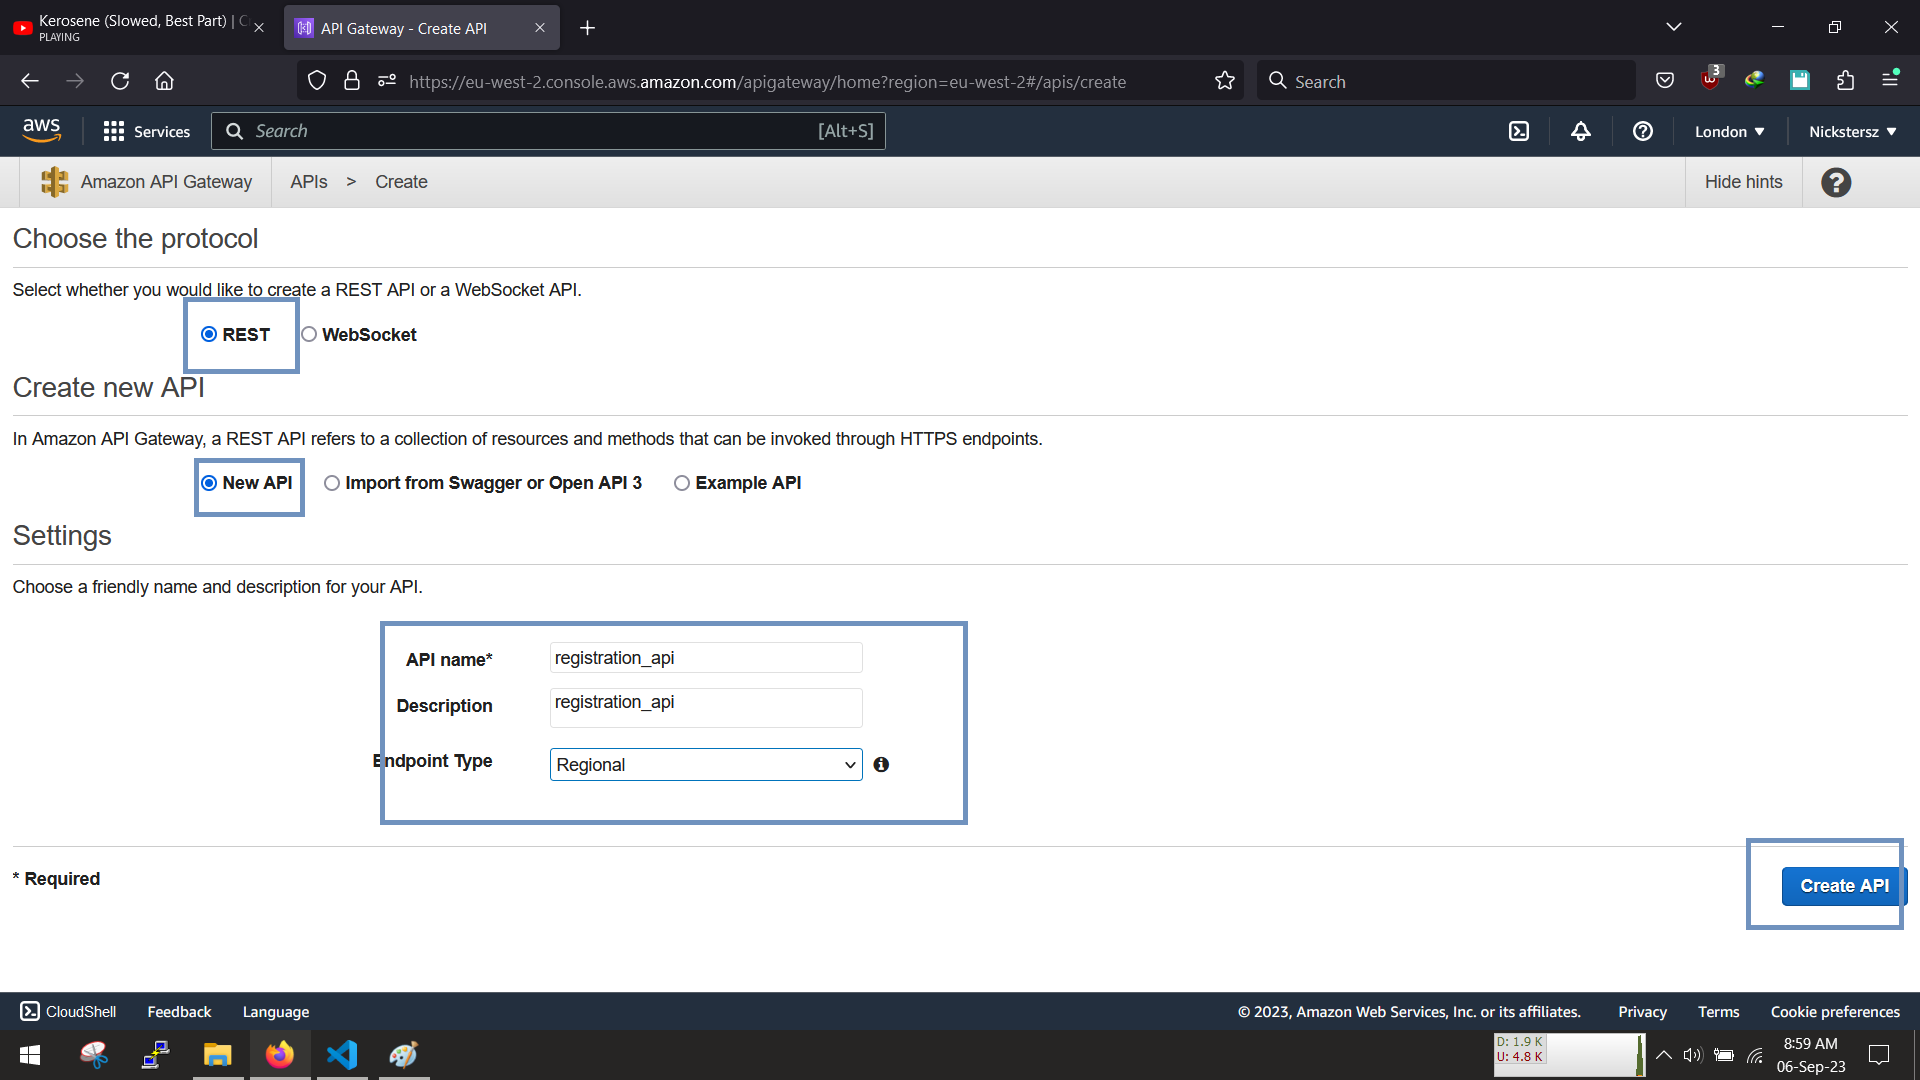 Kerosene (Slowed, Best Part) | C
PLAYING
API Gateway - Create API
https://eu-west-2.console.aws.amazon.com/apigateway/home?region=eu-west-2#/apis/create
Search
3
aws
Services
Search
[Alt+S]
London
Nickstersz
Amazon API Gateway
APIs > Create
Hide hints
Choose the protocol
Select whether you would like to create a REST API or a WebSocket API.
REST WebSocket
Create new API
In Amazon API Gateway, a REST API refers to a collection of resources and methods that can be invoked through HTTPS endpoints.
New API Import from Swagger or Open API 3 Example API
Settings
Choose a friendly name and description for your API.
API name* registration_api
Description registration_api
Endpoint Type Regional
* Required
Create API
CloudShell Feedback Language © 2023, Amazon Web Services, Inc. or its affiliates. Privacy Terms Cookie preferences
D: 1.9 K
U: 4.8 K
8:59 AM
06-Sep-23